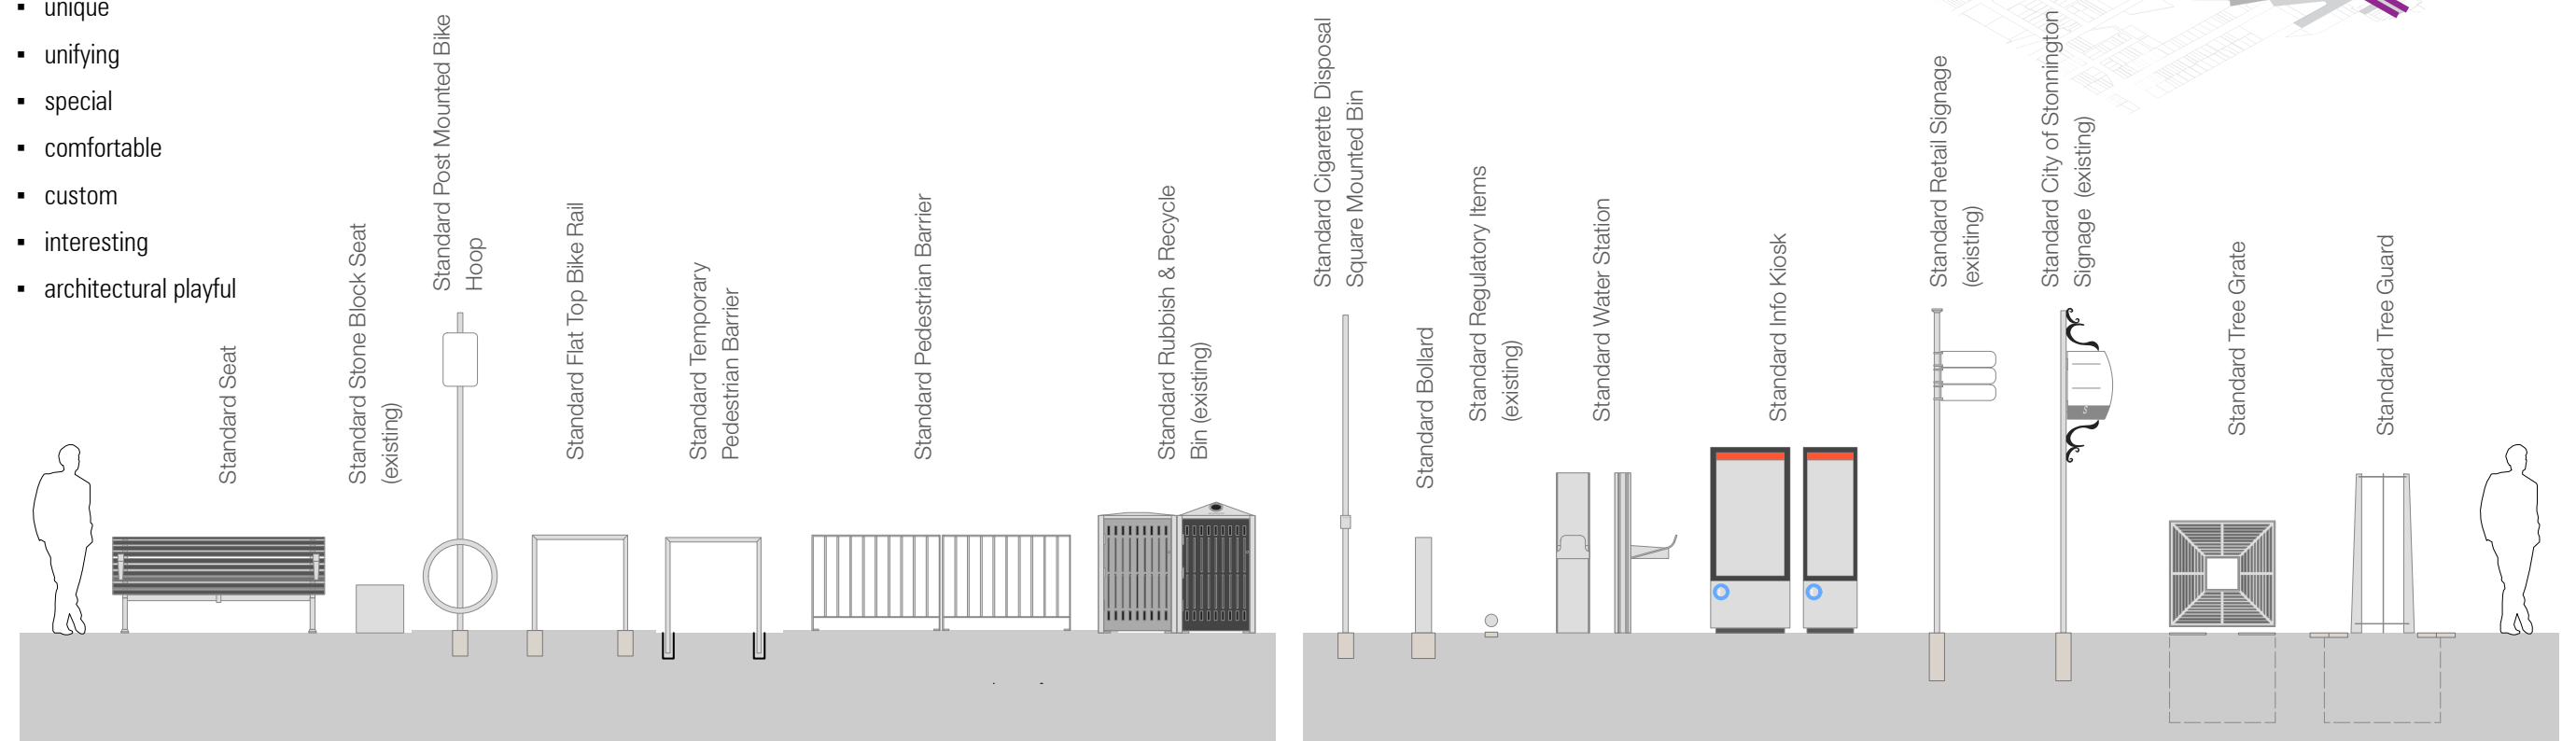 ▪ unique
▪ unifying
▪ special
▪ comfortable
▪ custom
▪ interesting
▪ architectural playful
Standard Seat
Standard Stone Block Seat
(existing)
Standard Post Mounted Bike
Hoop
Standard Flat Top Bike Rail
Standard Temporary
Pedestrian Barrier
Standard Pedestrian Barrier
Standard Rubbish & Recycle
Bin (existing)
Standard Cigarette Disposal
Square Mounted Bin
Standard Bollard
Standard Regulatory Items
(existing)
Standard Water Station
Standard Info Kiosk
Standard Retail Signage
(existing)
Standard City of Stonnington
Signage (existing)
S
Standard Tree Grate
Standard Tree Guard